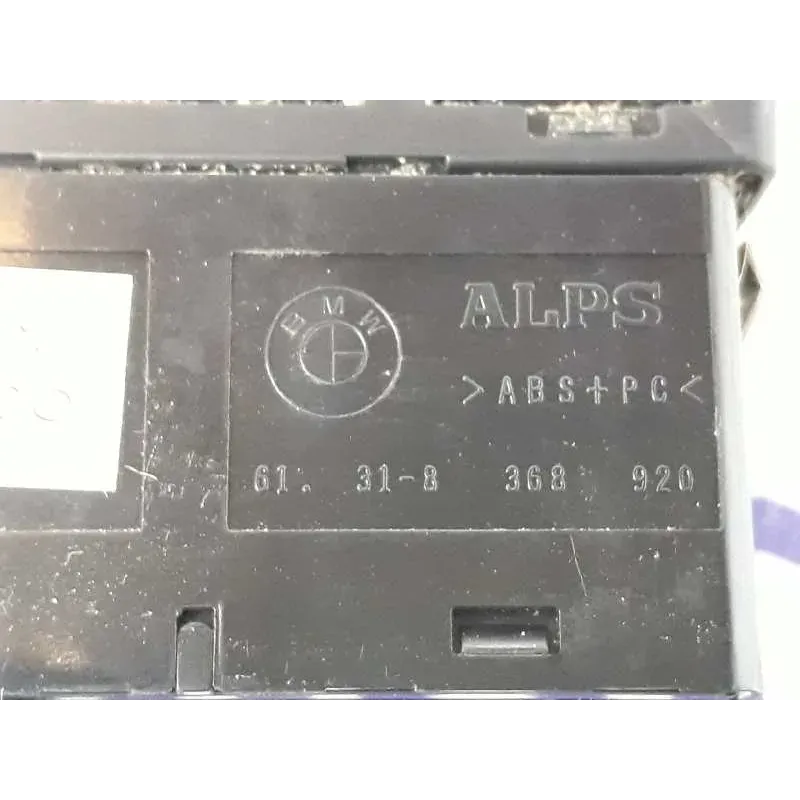 BMW
ALPS
>ABS+PC<
61. 31-8 368 920